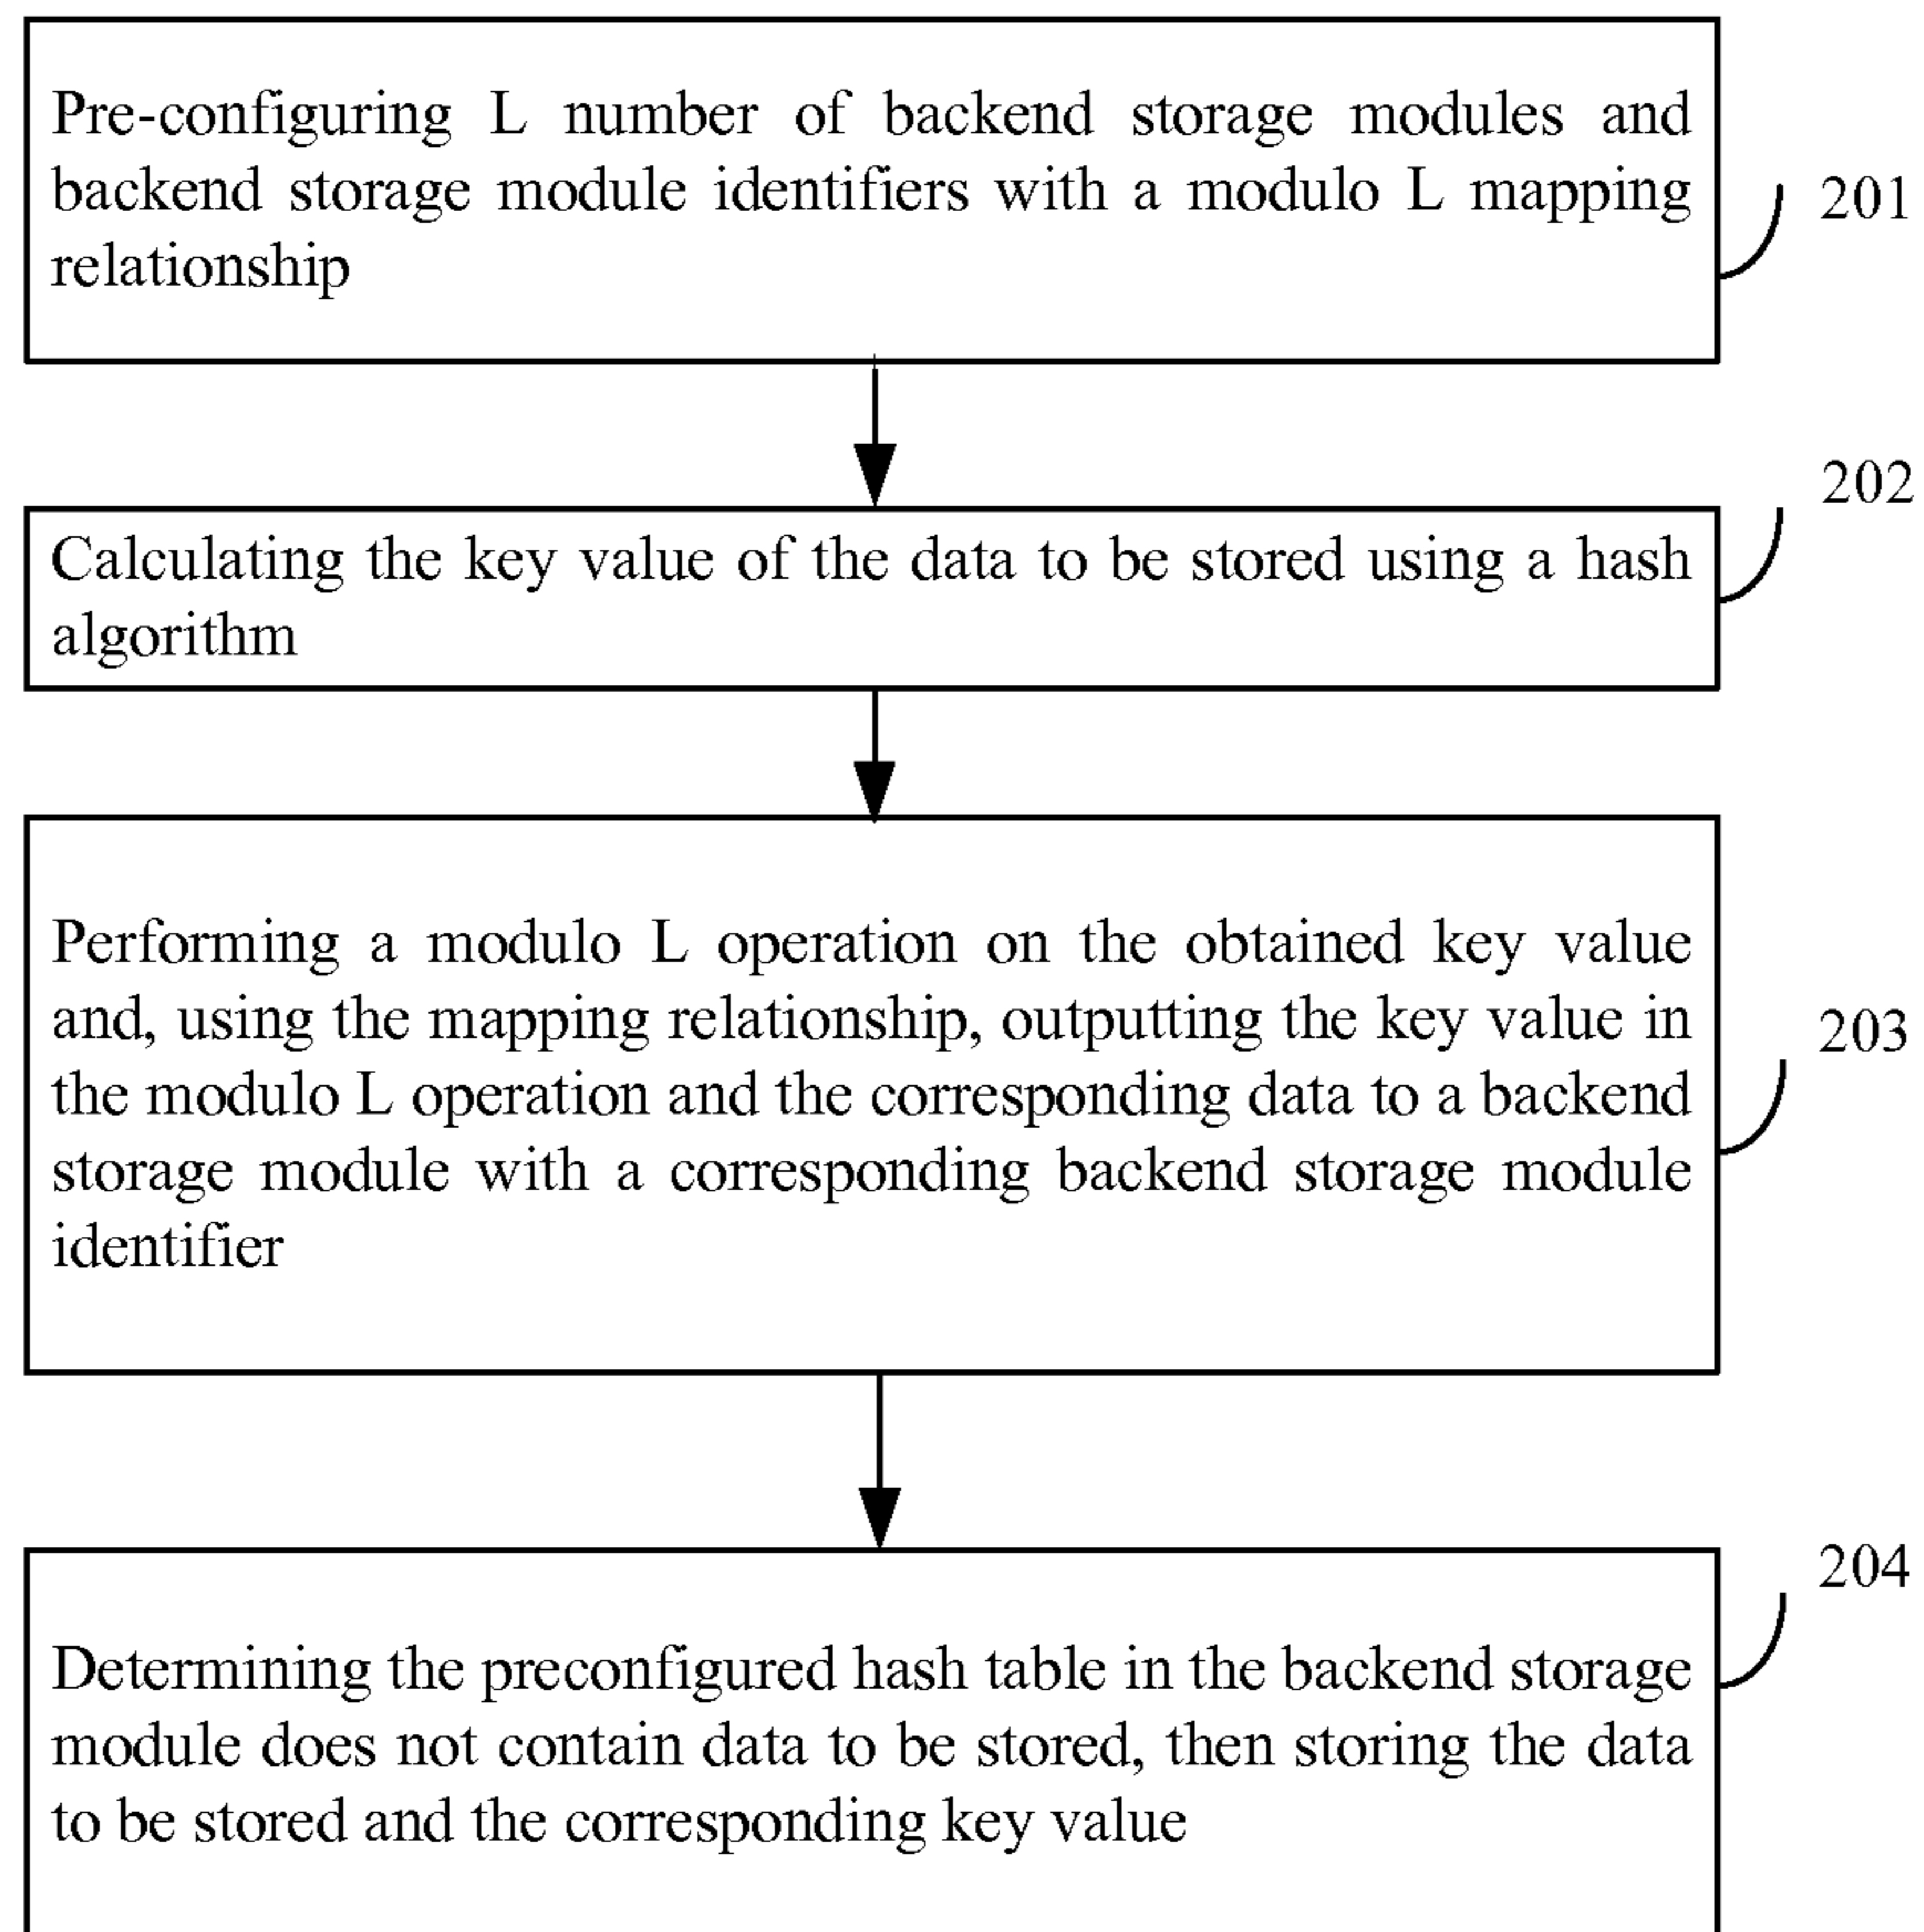 Pre-configuring L number of backend storage modules and
backend storage module identifiers with a modulo L mapping
relationship
201
202
Calculating the key value of the data to be stored using a hash
algorithm
Performing a modulo L operation on the obtained key value
and, using the mapping relationship, outputting the key value in
the modulo L operation and the corresponding data to a backend
storage module with a corresponding backend storage module
identifier
203
204
Determining the preconfigured hash table in the backend storage
module does not contain data to be stored, then storing the data
to be stored and the corresponding key value